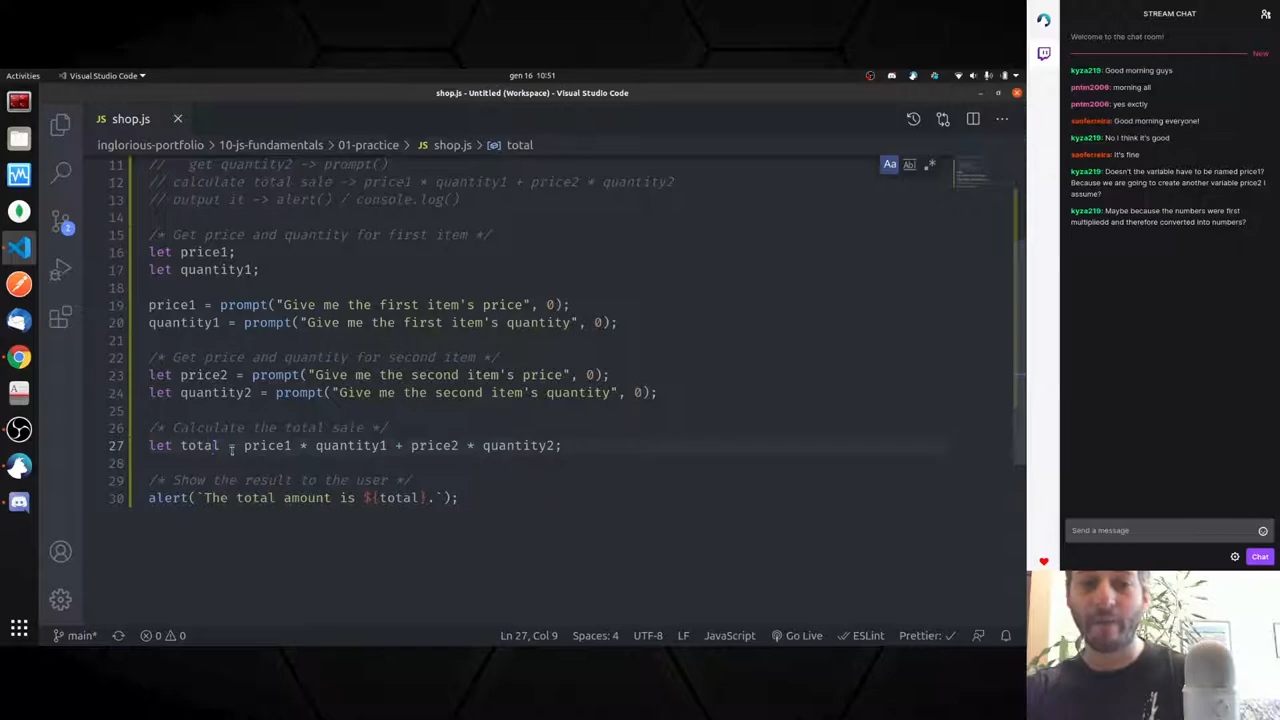 STREAM CHAT
Welcome to the chat room!
New
kyza219: Good morning guys
pntm2006: morning all
pntm2006: yes exctly
saoferreira: Good morning everyone!
kyza219: No I think it's good
saoferreira: It's fine
kyza219: Doesn't the variable have to be named price1?
Because we are going to create another variable price2 I
assume?
kyza219: Maybe because the numbers were first
multipliedd and therefore converted into numbers?
Send a message
Chat
Activities
Visual Studio Code
gen 16 10:51
shop.js - Untitled (Workspace) - Visual Studio Code
JS shop.js
inglorious-portfolio > 10-js-fundamentals > 01-practice > JS shop.js > total
Aa
Ab
.*
11 // get quantity2 -> prompt()
12 // calculate total sale -> price1 * quantity1 + price2 * quantity2
13 // output it -> alert() / console.log()
14
15 /* Get price and quantity for first item */
16 let price1;
17 let quantity1;
18
19 price1 = prompt("Give me the first item's price", 0);
20 quantity1 = prompt("Give me the first item's quantity", 0);
21
22 /* Get price and quantity for second item */
23 let price2 = prompt("Give me the second item's price", 0);
24 let quantity2 = prompt("Give me the second item's quantity", 0);
25
26 /* Calculate the total sale */
27 let total = price1 * quantity1 + price2 * quantity2;
28
29 /* Show the result to the user */
30 alert(`The total amount is ${total}.`);
2
main*
0 0
Ln 27, Col 9
Spaces: 4
UTF-8
LF
JavaScript
Go Live
ESLint
Prettier: ✓